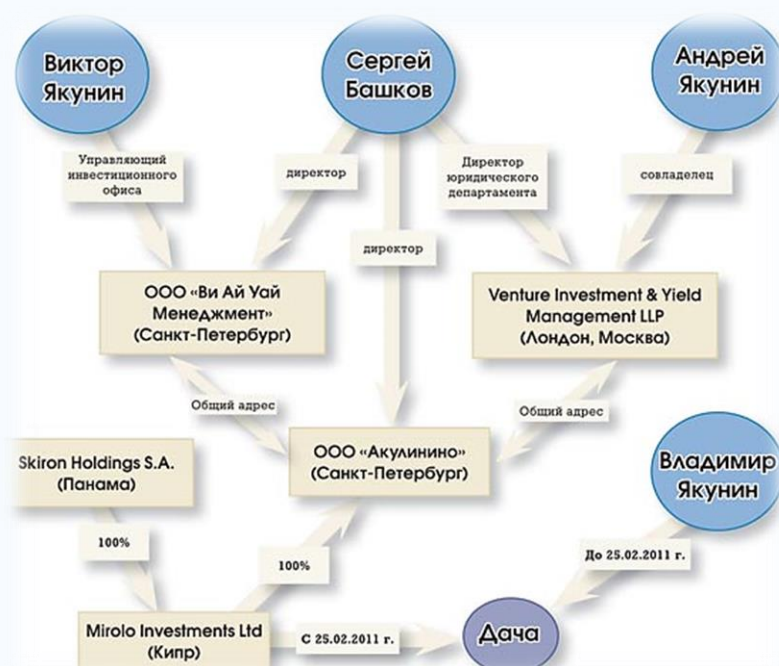 Виктор
Якунин
Сергей
Башков
Андрей
Якунин
Управляющий
инвестиционного
офиса
директор
Директор
юридического
департамента
совладелец
директор
ООО «Ви Ай Уай
Менеджмент»
(Санкт-Петербург)
Venture Investment & Yield
Management LLP
(Лондон, Москва)
Общий адрес
Общий адрес
Skiron Holdings S.A.
(Панама)
ООО «Акулинино»
(Санкт-Петербург)
Владимир
Якунин
100%
100%
До 25.02.2011 г.
Mirolo Investments Ltd
(Кипр)
С 25.02.2011 г.
Дача